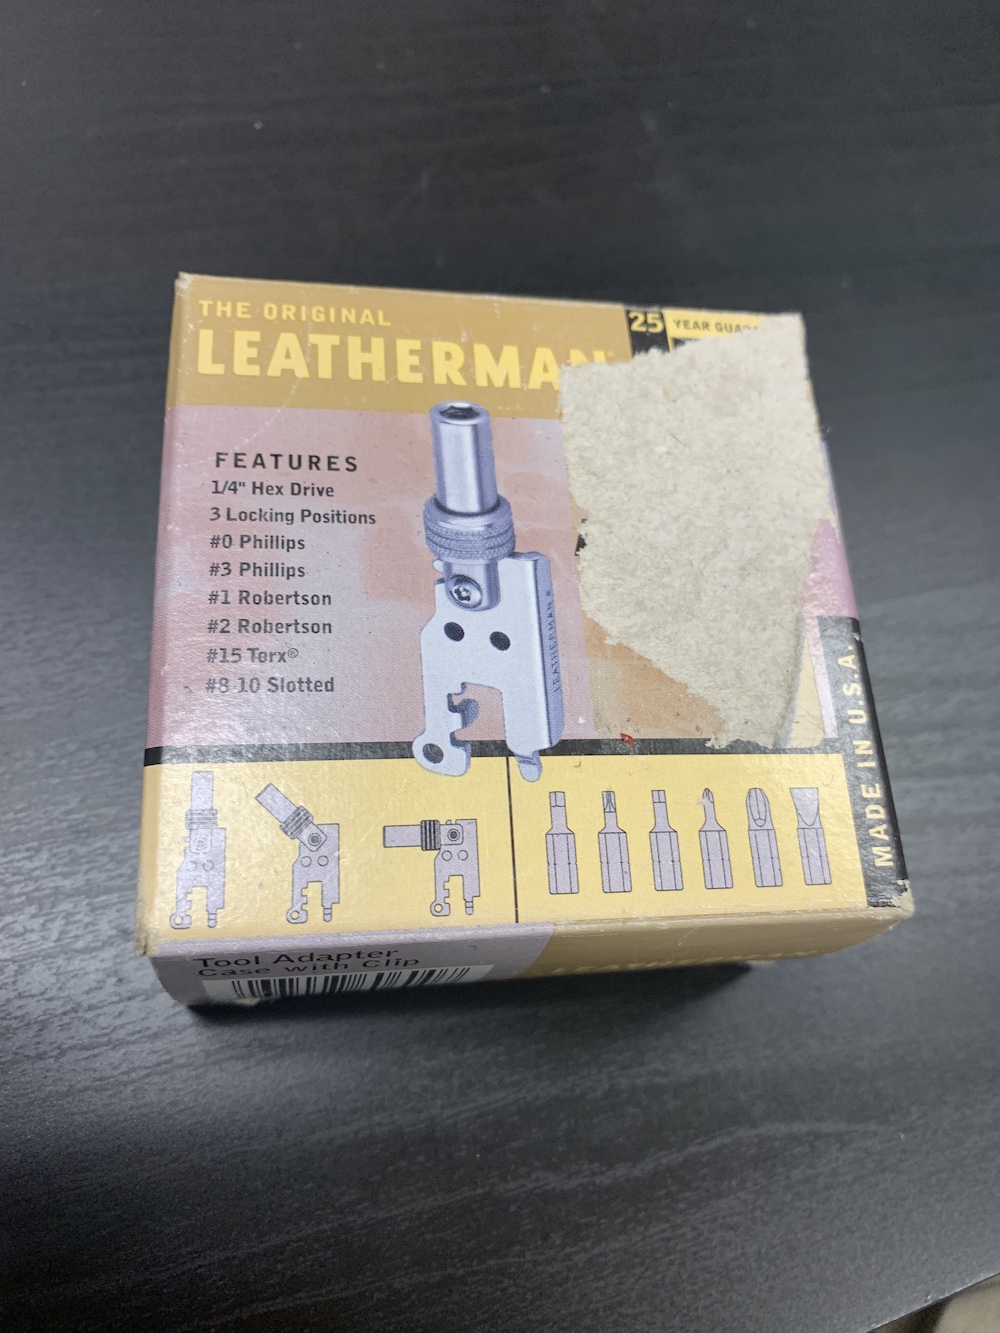 THE ORIGINAL
LEATHERMAN
25 YEAR
FEATURES
1/4" Hex Drive
3 Locking Positions
#0 Phillips
#3 Phillips
#1 Robertson
#2 Robertson
#15 Torx®
#8-10 Slotted
LEATHERMAN®
MADE IN U.S.A.
Tool Adapter
Case with Clip